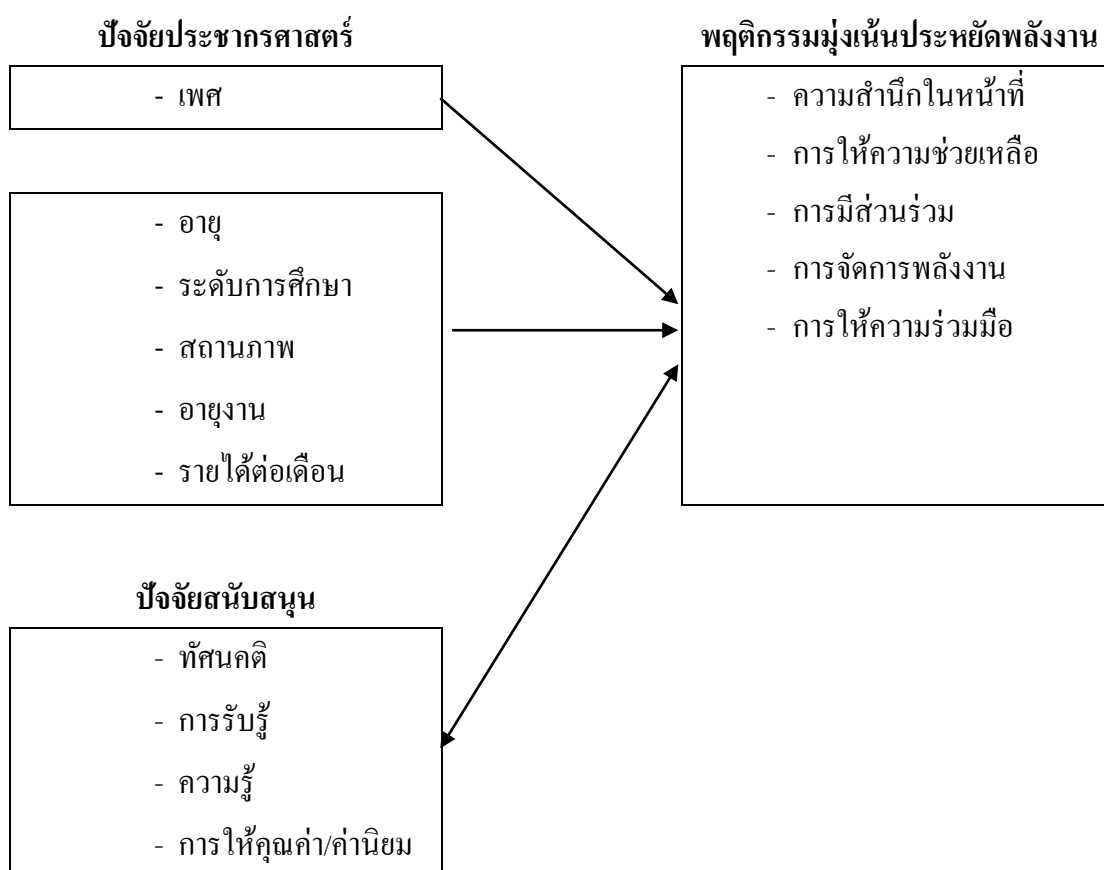 ปัจจัยประชากรศาสตร์
- เพศ
- อายุ
- ระดับการศึกษา
- สถานภาพ
- อายุงาน
- รายได้ต่อเดือน
ปัจจัยสนับสนุน
- ทัศนคติ
- การรับรู้
- ความรู้
- การให้คุณค่า/ค่านิยม
พฤติกรรมมุ่งเน้นประหยัดพลังงาน
- ความสำนึกในหน้าที่
- การให้ความช่วยเหลือ
- การมีส่วนร่วม
- การจัดการพลังงาน
- การให้ความร่วมมือ